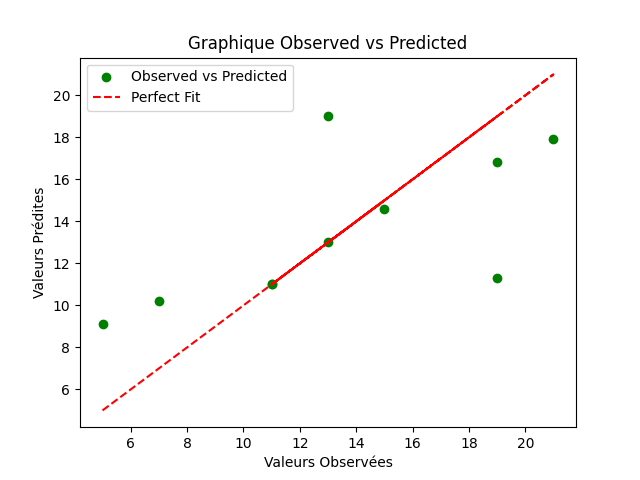 Graphique Observed vs Predicted
Observed vs Predicted
Perfect Fit
20
18
16
14
12
10
8
6
Valeurs Prédites
6 8 10 12 14 16 18 20
Valeurs Observées